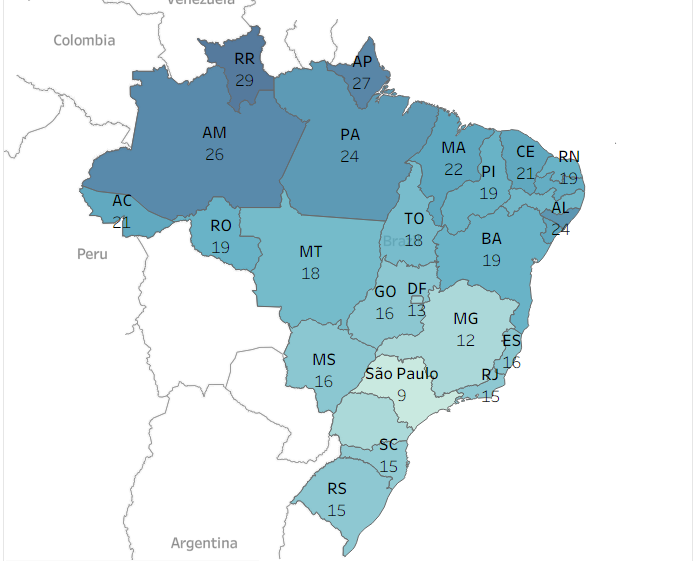 Venezuela
Colombia
RR
29
AP
27
AM
26
PA
24
MA
22
CE
21
RN
19
PI
19
AC
21
AL
24
RO
19
TO
18
BA
19
MT
18
Peru
GO
16
DF
13
MG
12
ES
16
MS
16
São Paulo
9
RJ
15
SC
15
RS
15
Argentina